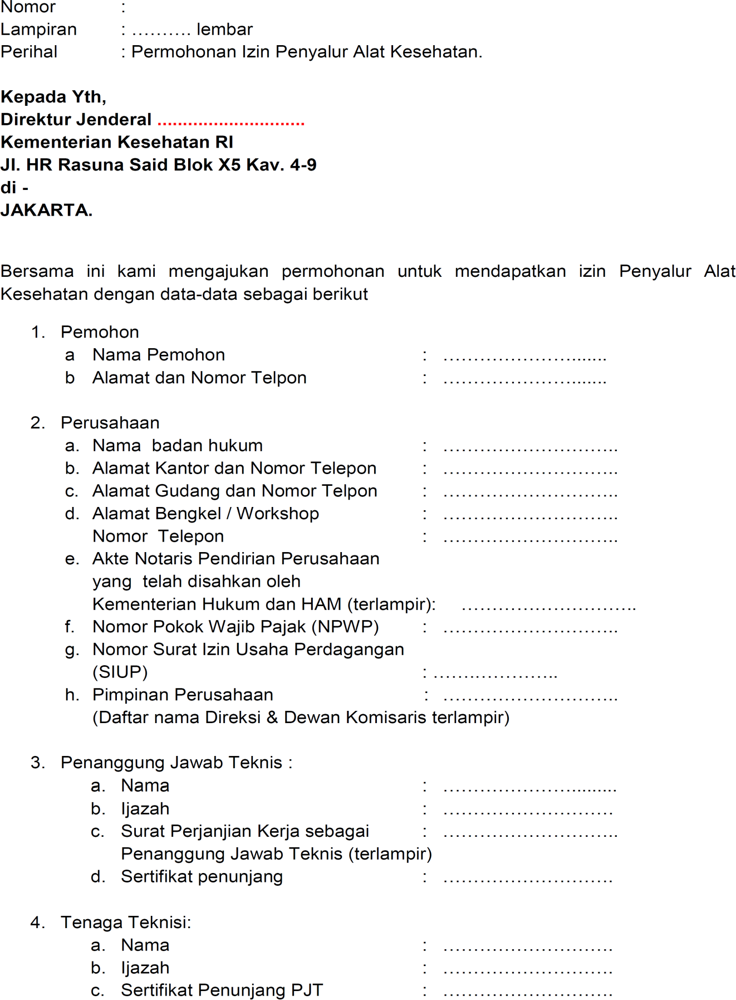 Nomor :
Lampiran : ………. lembar
Perihal : Permohonan Izin Penyalur Alat Kesehatan.
Kepada Yth,
Direktur Jenderal .............................
Kementerian Kesehatan RI
Jl. HR Rasuna Said Blok X5 Kav. 4-9
di -
JAKARTA.
Bersama ini kami mengajukan permohonan untuk mendapatkan izin Penyalur Alat
Kesehatan dengan data-data sebagai berikut
1. Pemohon
a Nama Pemohon : ………………….......
b Alamat dan Nomor Telpon : ………………….......
2. Perusahaan
a. Nama badan hukum : ………………………..
b. Alamat Kantor dan Nomor Telepon : ………………………..
c. Alamat Gudang dan Nomor Telpon : ………………………..
d. Alamat Bengkel / Workshop : ………………………..
Nomor Telepon : ………………………..
e. Akte Notaris Pendirian Perusahaan
yang telah disahkan oleh
Kementerian Hukum dan HAM (terlampir): ………………………..
f. Nomor Pokok Wajib Pajak (NPWP) : ………………………..
g. Nomor Surat Izin Usaha Perdagangan
(SIUP) : …….…………..
h. Pimpinan Perusahaan : ………………………..
(Daftar nama Direksi & Dewan Komisaris terlampir)
3. Penanggung Jawab Teknis :
a. Nama : ………………….........
b. Ijazah : ……………………….
c. Surat Perjanjian Kerja sebagai : ………………………..
Penanggung Jawab Teknis (terlampir)
d. Sertifikat penunjang : ……………………….
4. Tenaga Teknisi:
a. Nama : ……………………….
b. Ijazah : ……………………….
c. Sertifikat Penunjang PJT : ……………………….